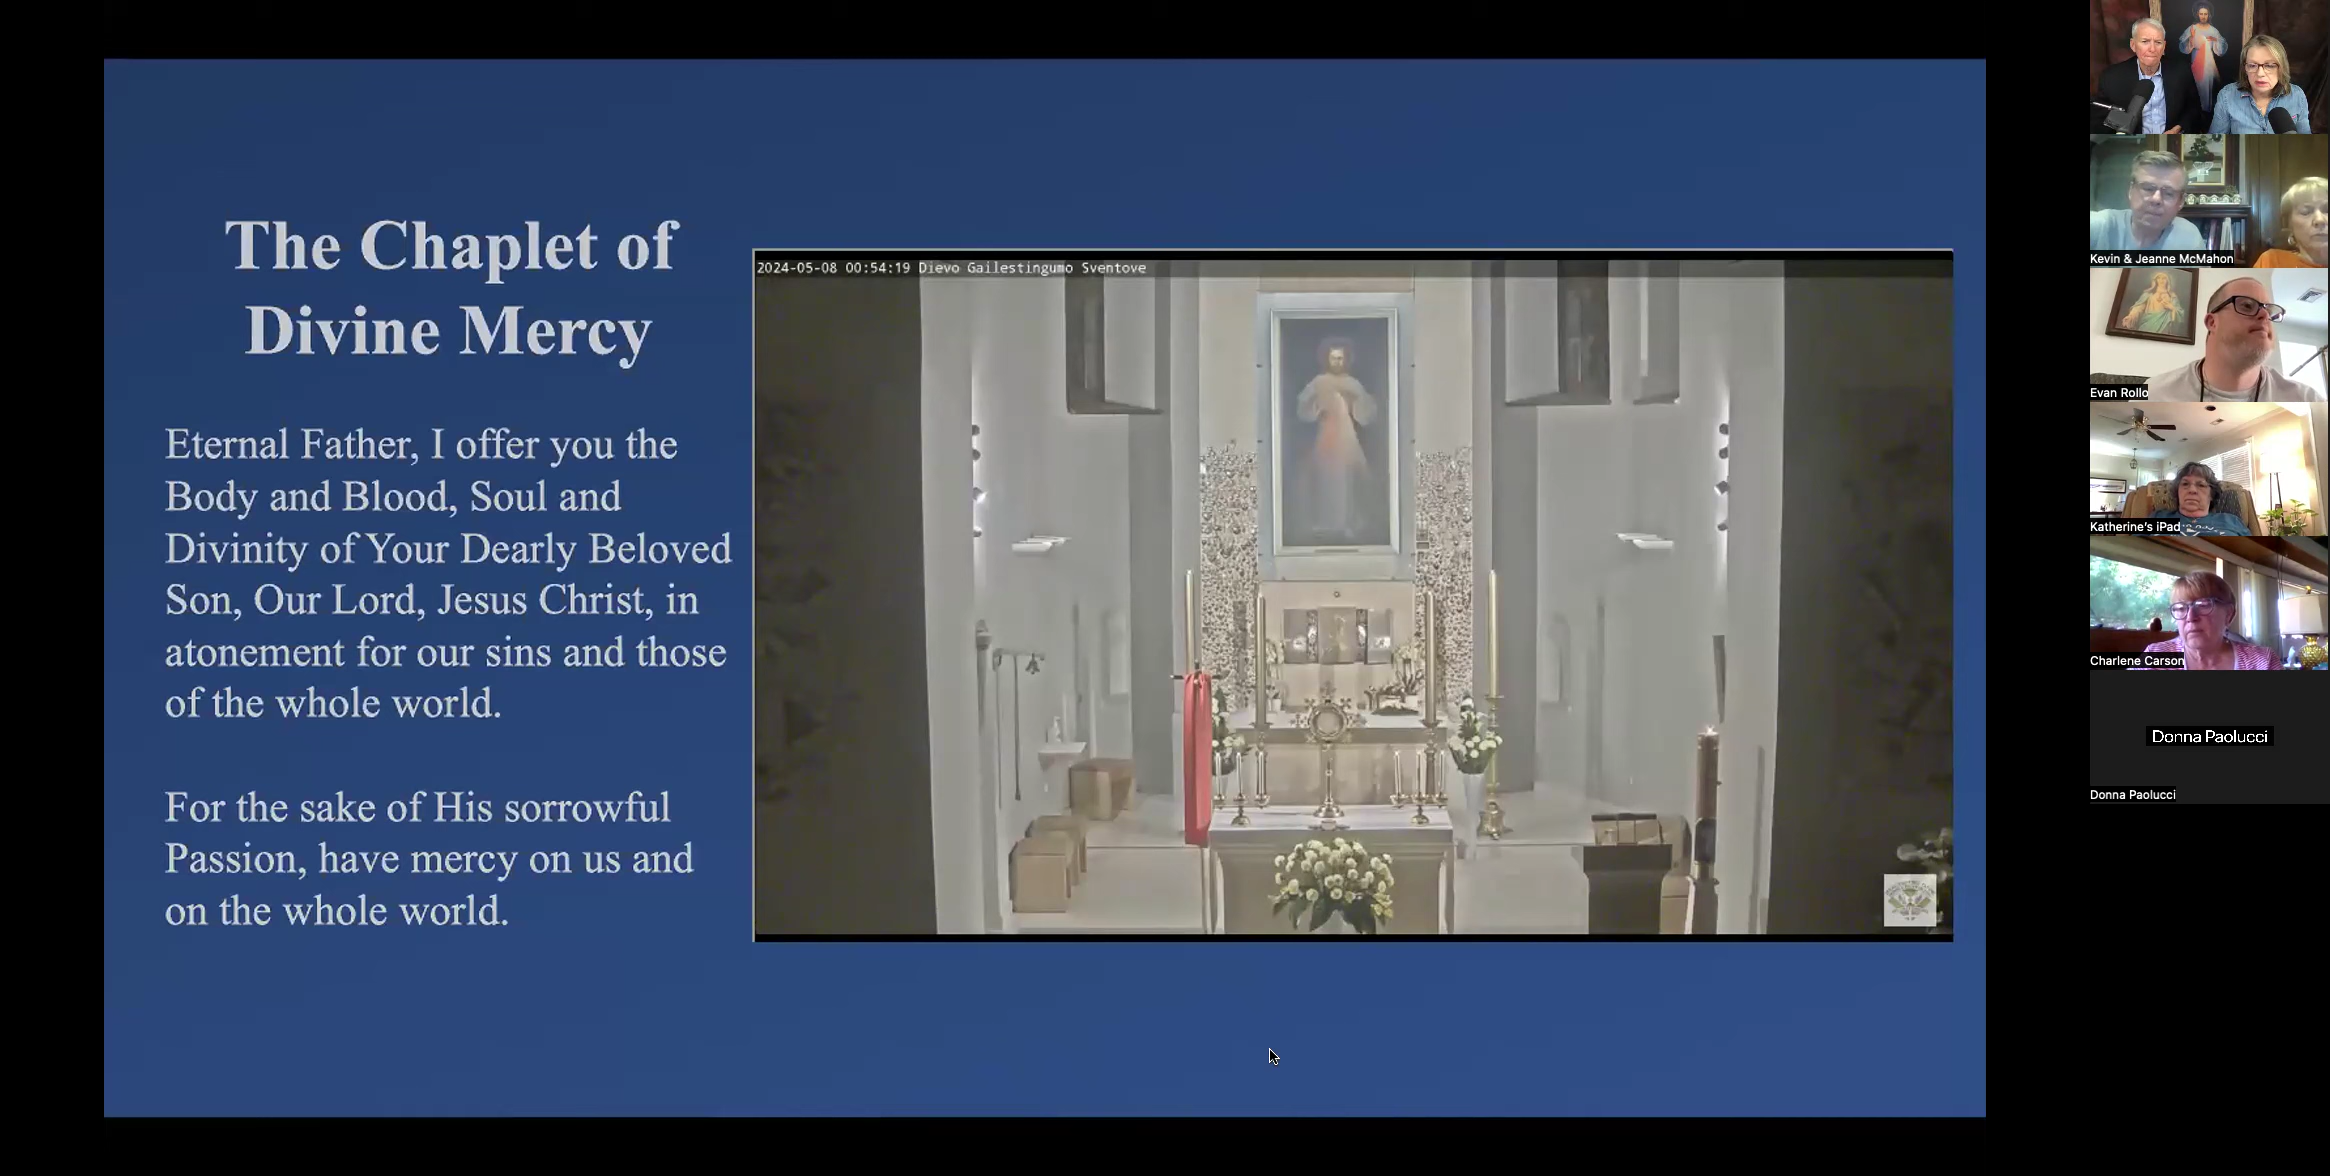 The Chaplet of
Divine Mercy
Eternal Father, I offer you the
Body and Blood, Soul and
Divinity of Your Dearly Beloved
Son, Our Lord, Jesus Christ, in
atonement for our sins and those
of the whole world.
For the sake of His sorrowful
Passion, have mercy on us and
on the whole world.
2024-05-08 00:54:19 Dievo Gailestingumo Sventove
Kevin & Jeanne McMahon
Evan Rollo
Katherine's iPad
Charlene Carson
Donna Paolucci
Donna Paolucci